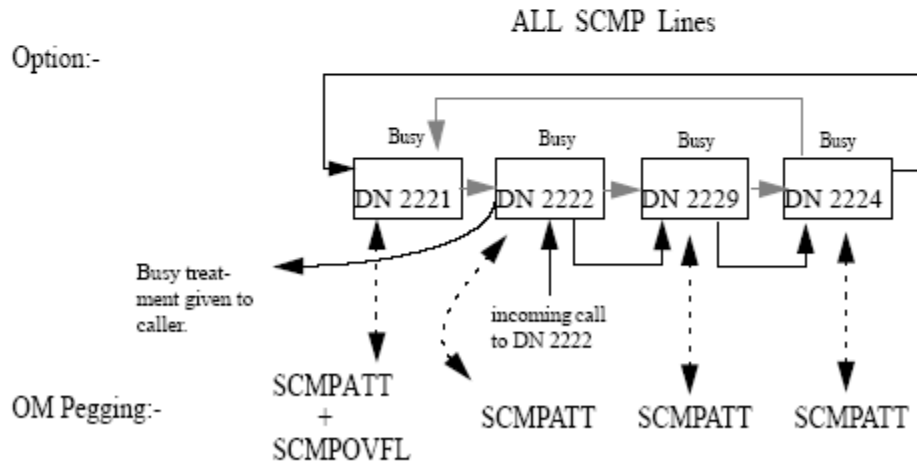 ALL SCMP Lines
Option:-
Busy
Busy
Busy
Busy
DN 2221
DN 2222
DN 2229
DN 2224
Busy treat-
ment given to
caller.
incoming call
to DN 2222
OM Pegging:-
SCMPATT
+
SCMPOVFL
SCMPATT
SCMPATT
SCMPATT